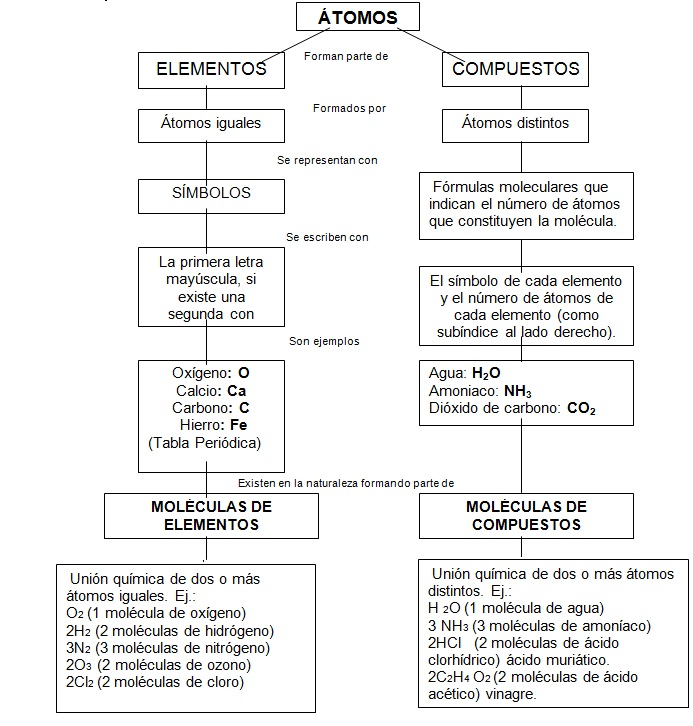 ÁTOMOS
Forman parte de
ELEMENTOS
COMPUESTOS
Formados por
Átomos iguales
Átomos distintos
Se representan con
SÍMBOLOS
Fórmulas moleculares que
indican el número de átomos
que constituyen la molécula.
Se escriben con
La primera letra
mayúscula, si
existe una
segunda con
El símbolo de cada elemento
y el número de átomos de
cada elemento (como
subíndice al lado derecho).
Son ejemplos
Oxígeno: O
Calcio: Ca
Carbono: C
Hierro: Fe
(Tabla Periódica)
Agua: H₂O
Amoniaco: NH₃
Dióxido de carbono: CO₂
Existen en la naturaleza formando parte de
MOLÉCULAS DE
ELEMENTOS
MOLÉCULAS DE
COMPUESTOS
Unión química de dos o más
átomos iguales. Ej.:
O₂ (1 molécula de oxígeno)
2H₂ (2 moléculas de hidrógeno)
3N₂ (3 moléculas de nitrógeno)
2O₃ (2 moléculas de ozono)
2Cl₂ (2 moléculas de cloro)
Unión química de dos o más átomos
distintos. Ej.:
H ₂O (1 molécula de agua)
3 NH₃ (3 moléculas de amoníaco)
2HCl (2 moléculas de ácido
clorhídrico) ácido muriático.
2C₂H₄ O₂ (2 moléculas de ácido
acético) vinagre.